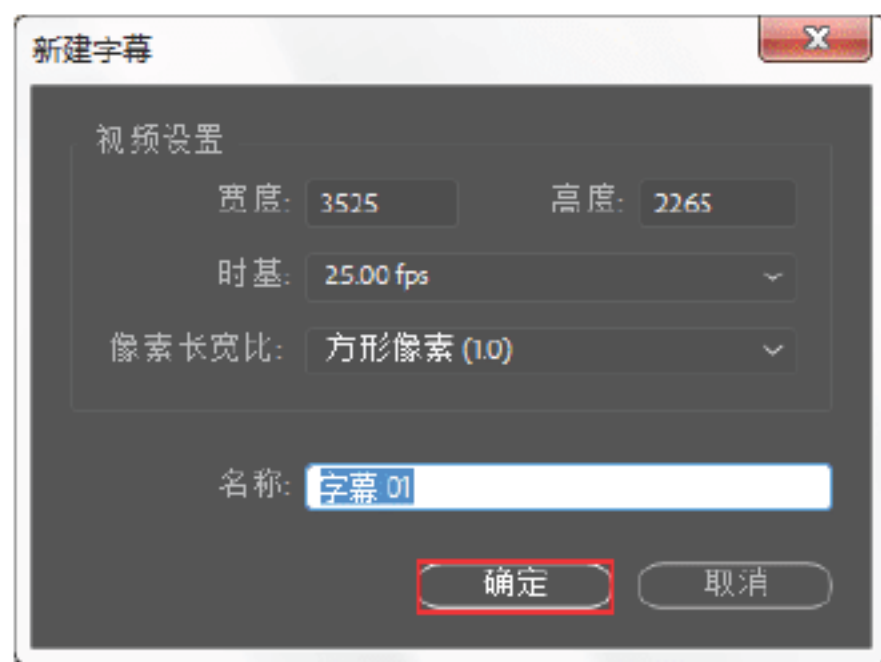 新建字幕
视频设置
宽度: 3525 高度: 2265
时基: 25.00 fps
像素长宽比: 方形像素 (1.0)
名称: 字幕 01
确定 取消